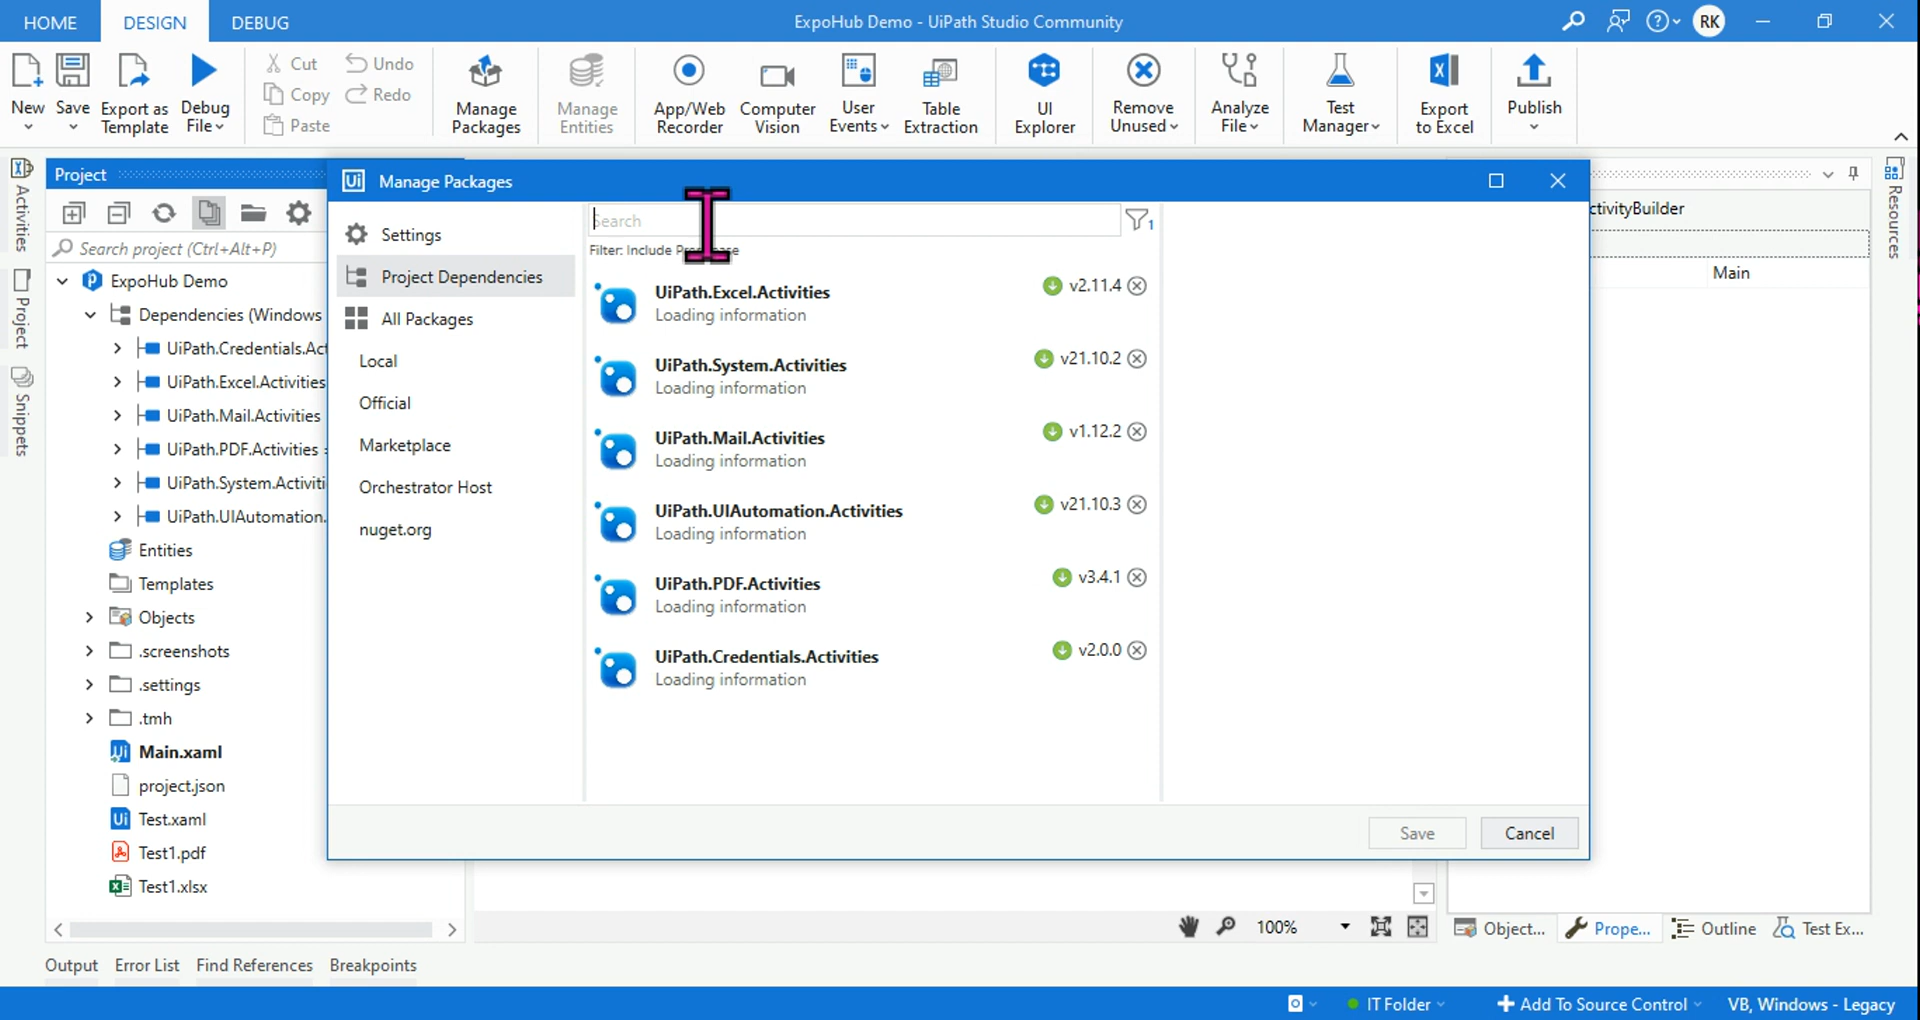 HOME DESIGN DEBUG
ExpoHub Demo - UiPath Studio Community
RK
New
Save
Export as Template
Debug File
Cut
Copy
Paste
Undo
Redo
Manage Packages
Manage Entities
App/Web Recorder
Computer Vision
User Events
Table Extraction
UI Explorer
Remove Unused
Analyze File
Test Manager
Export to Excel
Publish
Activities
Project
Snippets
Project
Search project (Ctrl+Alt+P)
ExpoHub Demo
Dependencies (Windows
UiPath.Credentials.Act
UiPath.Excel.Activities
UiPath.Mail.Activities
UiPath.PDF.Activities
UiPath.System.Activiti
UiPath.UIAutomation.
Entities
Templates
Objects
.screenshots
.settings
.tmh
Main.xaml
project.json
Test.xaml
Test1.pdf
Test1.xlsx
Ui Manage Packages
Settings
Project Dependencies
All Packages
Local
Official
Marketplace
Orchestrator Host
nuget.org
Search
1
Filter: Include
UiPath.Excel.Activities v2.11.4
Loading information
UiPath.System.Activities v21.10.2
Loading information
UiPath.Mail.Activities v1.12.2
Loading information
UiPath.UIAutomation.Activities v21.10.3
Loading information
UiPath.PDF.Activities v3.4.1
Loading information
UiPath.Credentials.Activities v2.0.0
Loading information
Save Cancel
ctivityBuilder
Main
Resources
100%
Object... Prope... Outline Test Ex...
Output Error List Find References Breakpoints
IT Folder Add To Source Control VB, Windows - Legacy